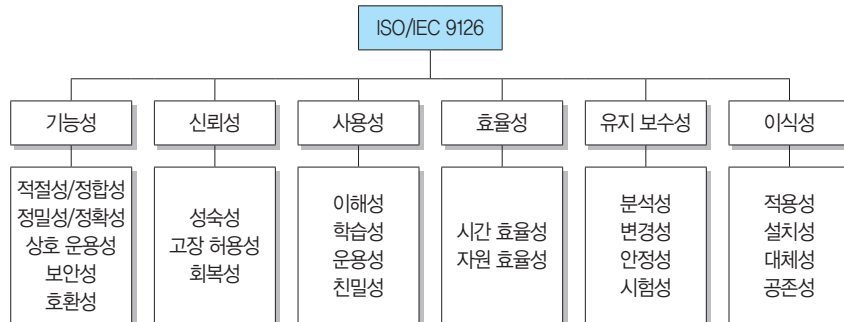 ISO/IEC 9126
기능성
신뢰성
사용성
효율성
유지 보수성
이식성
적절성/정합성
정밀성/정확성
상호 운용성
보안성
호환성
성숙성
고장 허용성
회복성
이해성
학습성
운용성
친밀성
시간 효율성
자원 효율성
분석성
변경성
안정성
시험성
적용성
설치성
대체성
공존성